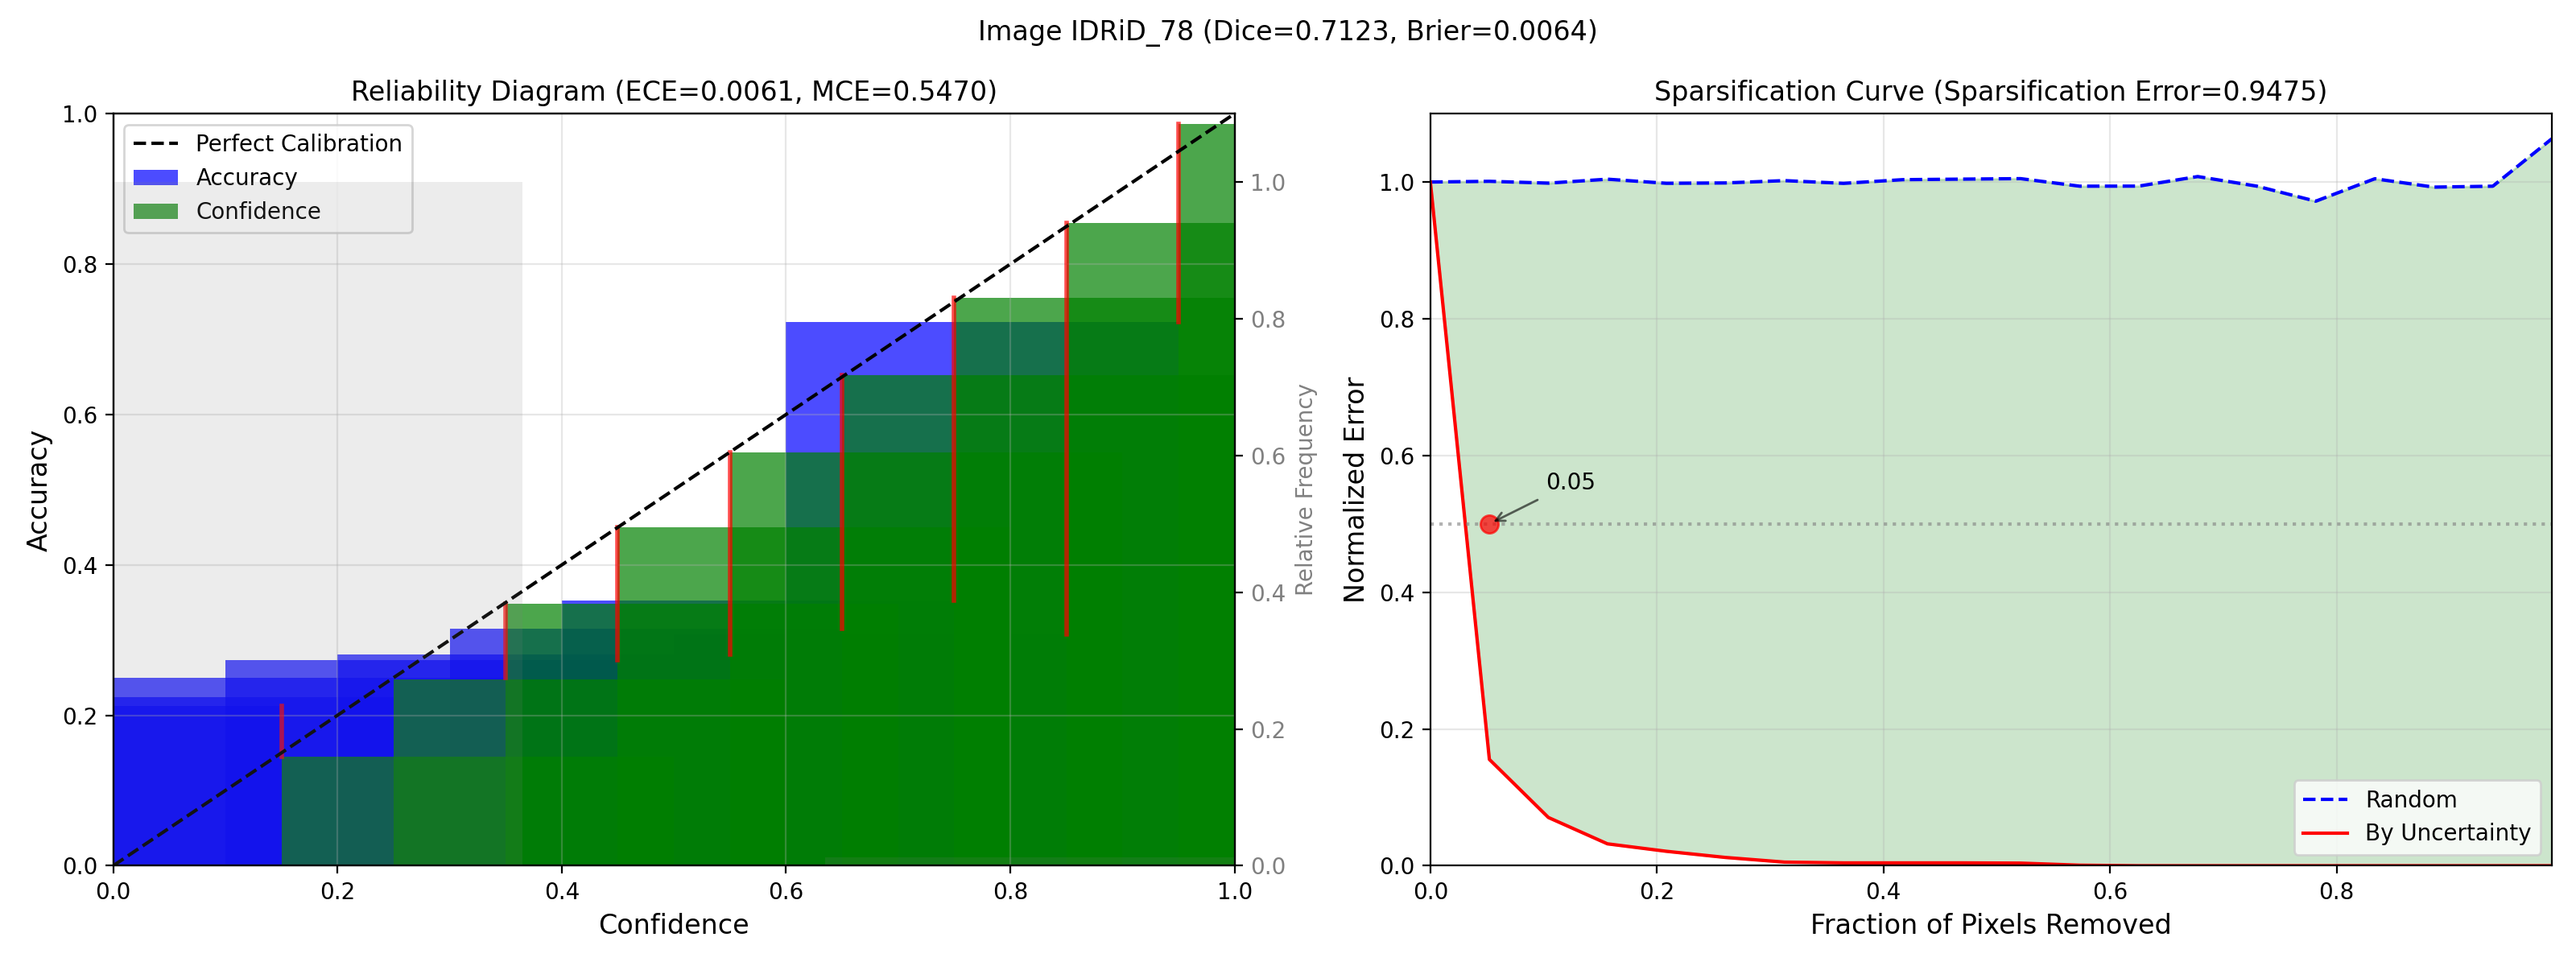 Image IDRiD_78 (Dice=0.7123, Brier=0.0064)
Reliability Diagram (ECE=0.0061, MCE=0.5470)
Perfect Calibration
Accuracy
Confidence
1.0
0.8
0.6
0.4
0.2
0.0
Accuracy
0.0
0.2
0.4
0.6
0.8
1.0
Confidence
1.0
0.8
0.6
0.4
0.2
0.0
Relative Frequency
Sparsification Curve (Sparsification Error=0.9475)
1.0
0.8
0.6
0.4
0.2
0.0
Normalized Error
0.05
Random
By Uncertainty
0.0
0.2
0.4
0.6
0.8
Fraction of Pixels Removed